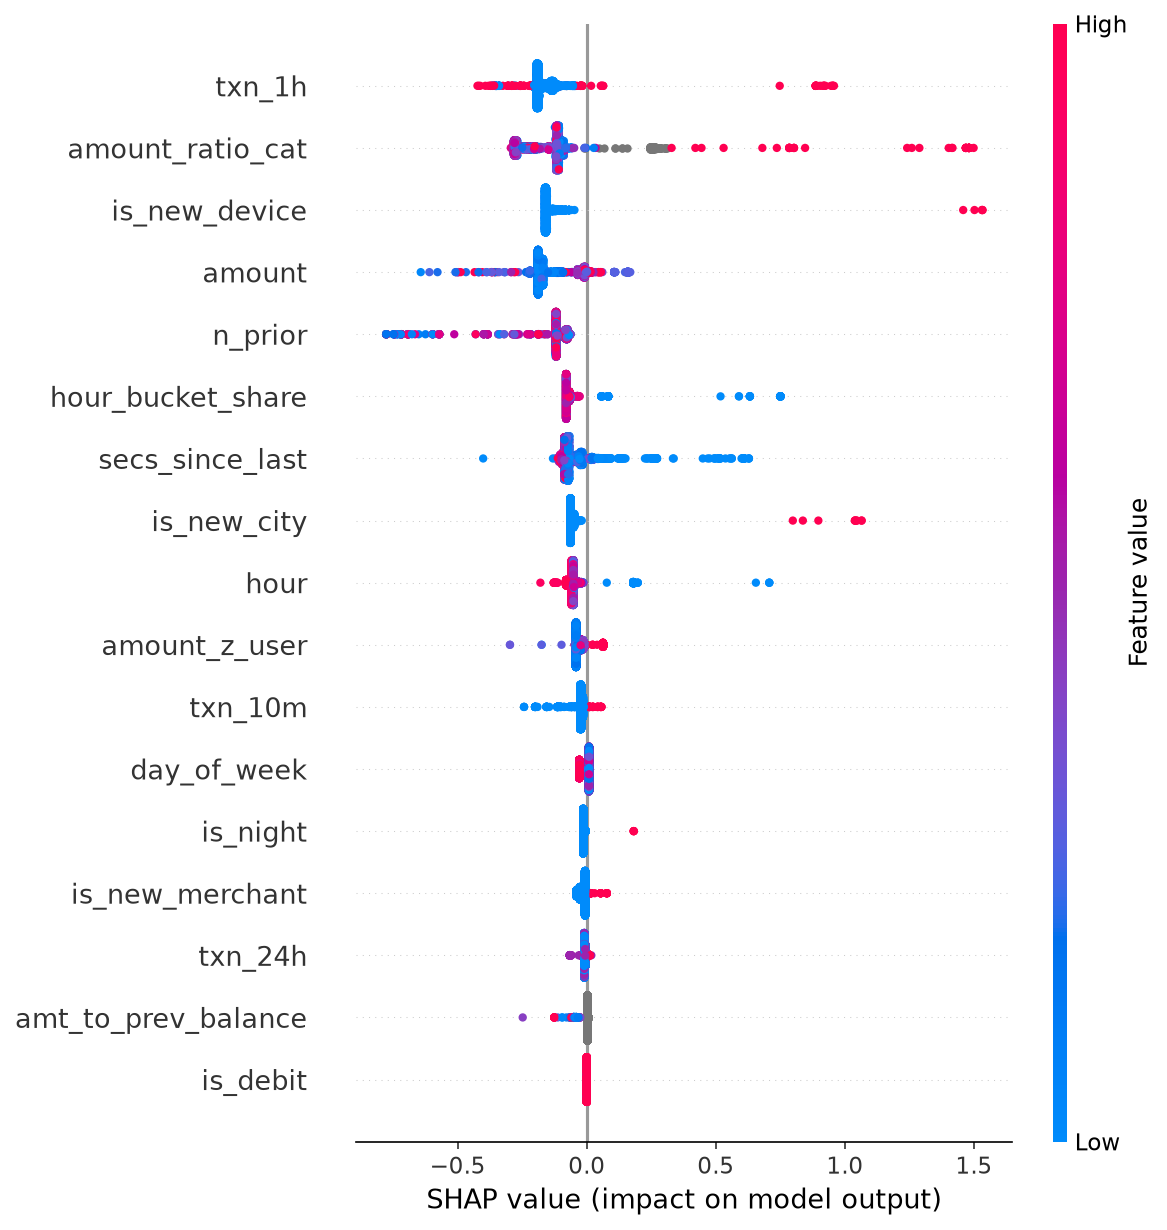 High
txn_1h
amount_ratio_cat
is_new_device
amount
n_prior
hour_bucket_share
secs_since_last
is_new_city
hour
amount_z_user
txn_10m
day_of_week
is_night
is_new_merchant
txn_24h
amt_to_prev_balance
is_debit
Feature value
Low
−0.5 0.0 0.5 1.0 1.5
SHAP value (impact on model output)